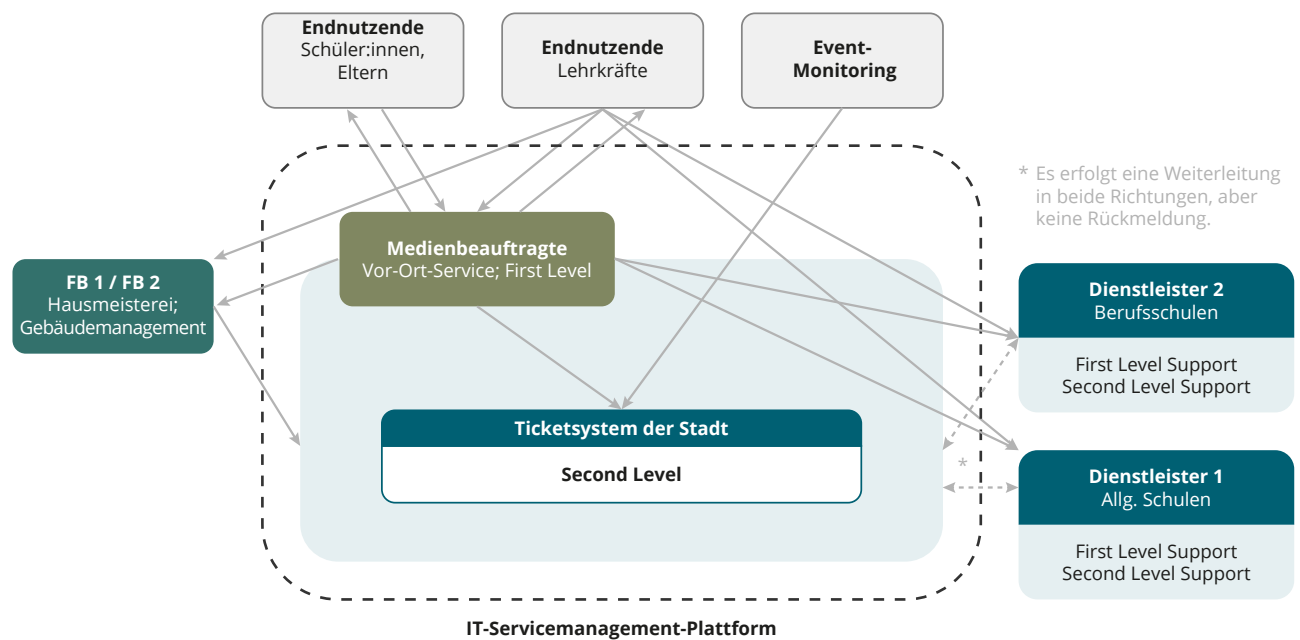 Endnutzende
Schüler:innen,
Eltern
Endnutzende
Lehrkräfte
Event-
Monitoring
* Es erfolgt eine Weiterleitung
in beide Richtungen, aber
keine Rückmeldung.
Medienbeauftragte
Vor-Ort-Service; First Level
FB 1 / FB 2
Hausmeisterei;
Gebäudemanagement
Dienstleister 2
Berufsschulen
First Level Support
Second Level Support
Ticketsystem der Stadt
Second Level
*
Dienstleister 1
Allg. Schulen
First Level Support
Second Level Support
IT-Servicemanagement-Plattform